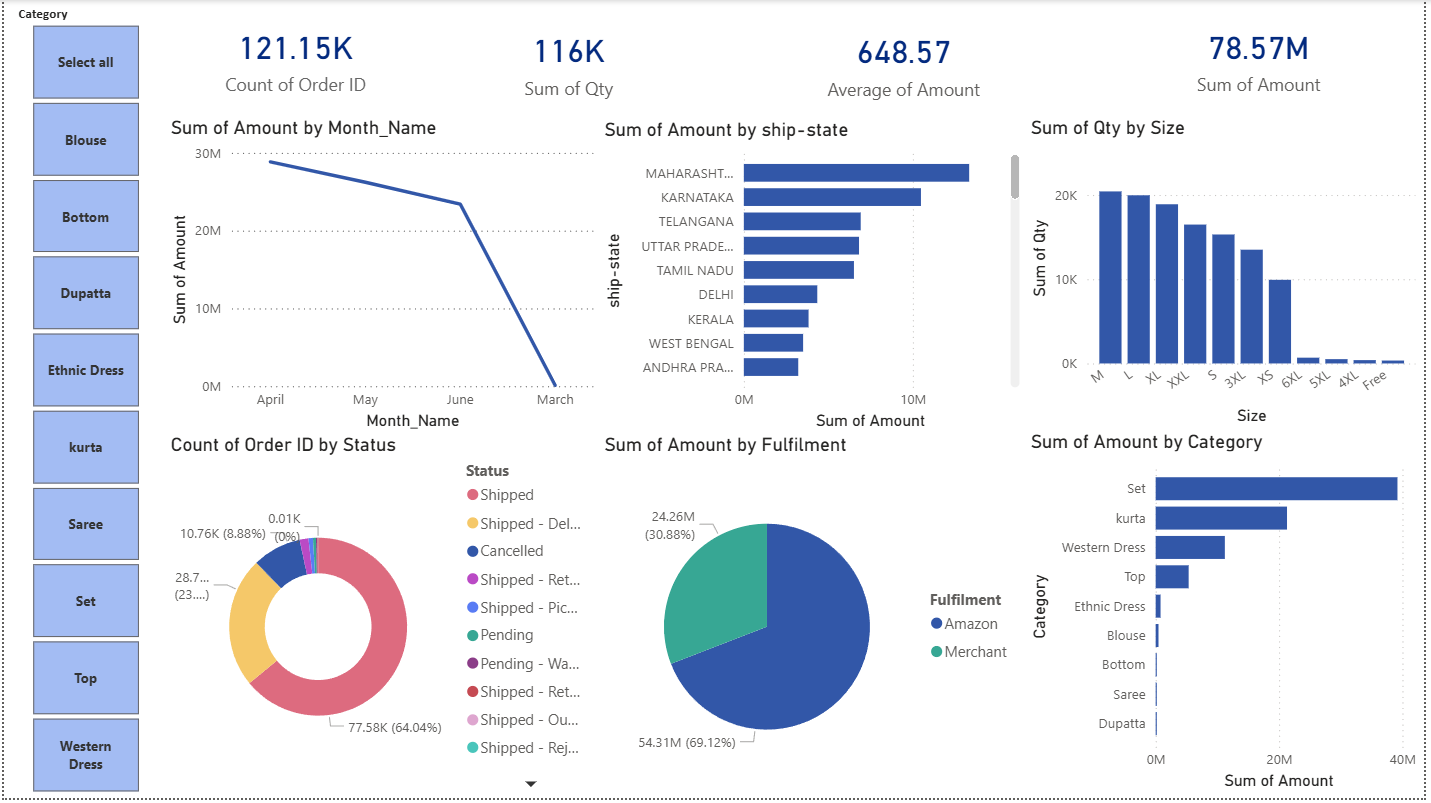 Category
Select all
Blouse
Bottom
Dupatta
Ethnic Dress
kurta
Saree
Set
Top
Western
Dress
121.15K
Count of Order ID
116K
Sum of Qty
648.57
Average of Amount
78.57M
Sum of Amount
Sum of Amount by Month_Name
30M
20M
10M
0M
Sum of Amount
April May June March
Month_Name
Sum of Amount by ship-state
ship-state
MAHARASHT...
KARNATAKA
TELANGANA
UTTAR PRADE...
TAMIL NADU
DELHI
KERALA
WEST BENGAL
ANDHRA PRA...
0M 10M
Sum of Amount
Sum of Qty by Size
Sum of Qty
20K
10K
0K
M L XL XXL S 3XL XS 6XL 5XL 4XL Free
Size
Count of Order ID by Status
0.01K
(0%)
10.76K (8.88%)
28.7...
(23....)
77.58K (64.04%)
Status
Shipped
Shipped - Del...
Cancelled
Shipped - Ret...
Shipped - Pic...
Pending
Pending - Wa...
Shipped - Ret...
Shipped - Ou...
Shipped - Rej...
Sum of Amount by Fulfilment
24.26M
(30.88%)
54.31M (69.12%)
Fulfilment
Amazon
Merchant
Sum of Amount by Category
Category
Set
kurta
Western Dress
Top
Ethnic Dress
Blouse
Bottom
Saree
Dupatta
0M 20M 40M
Sum of Amount